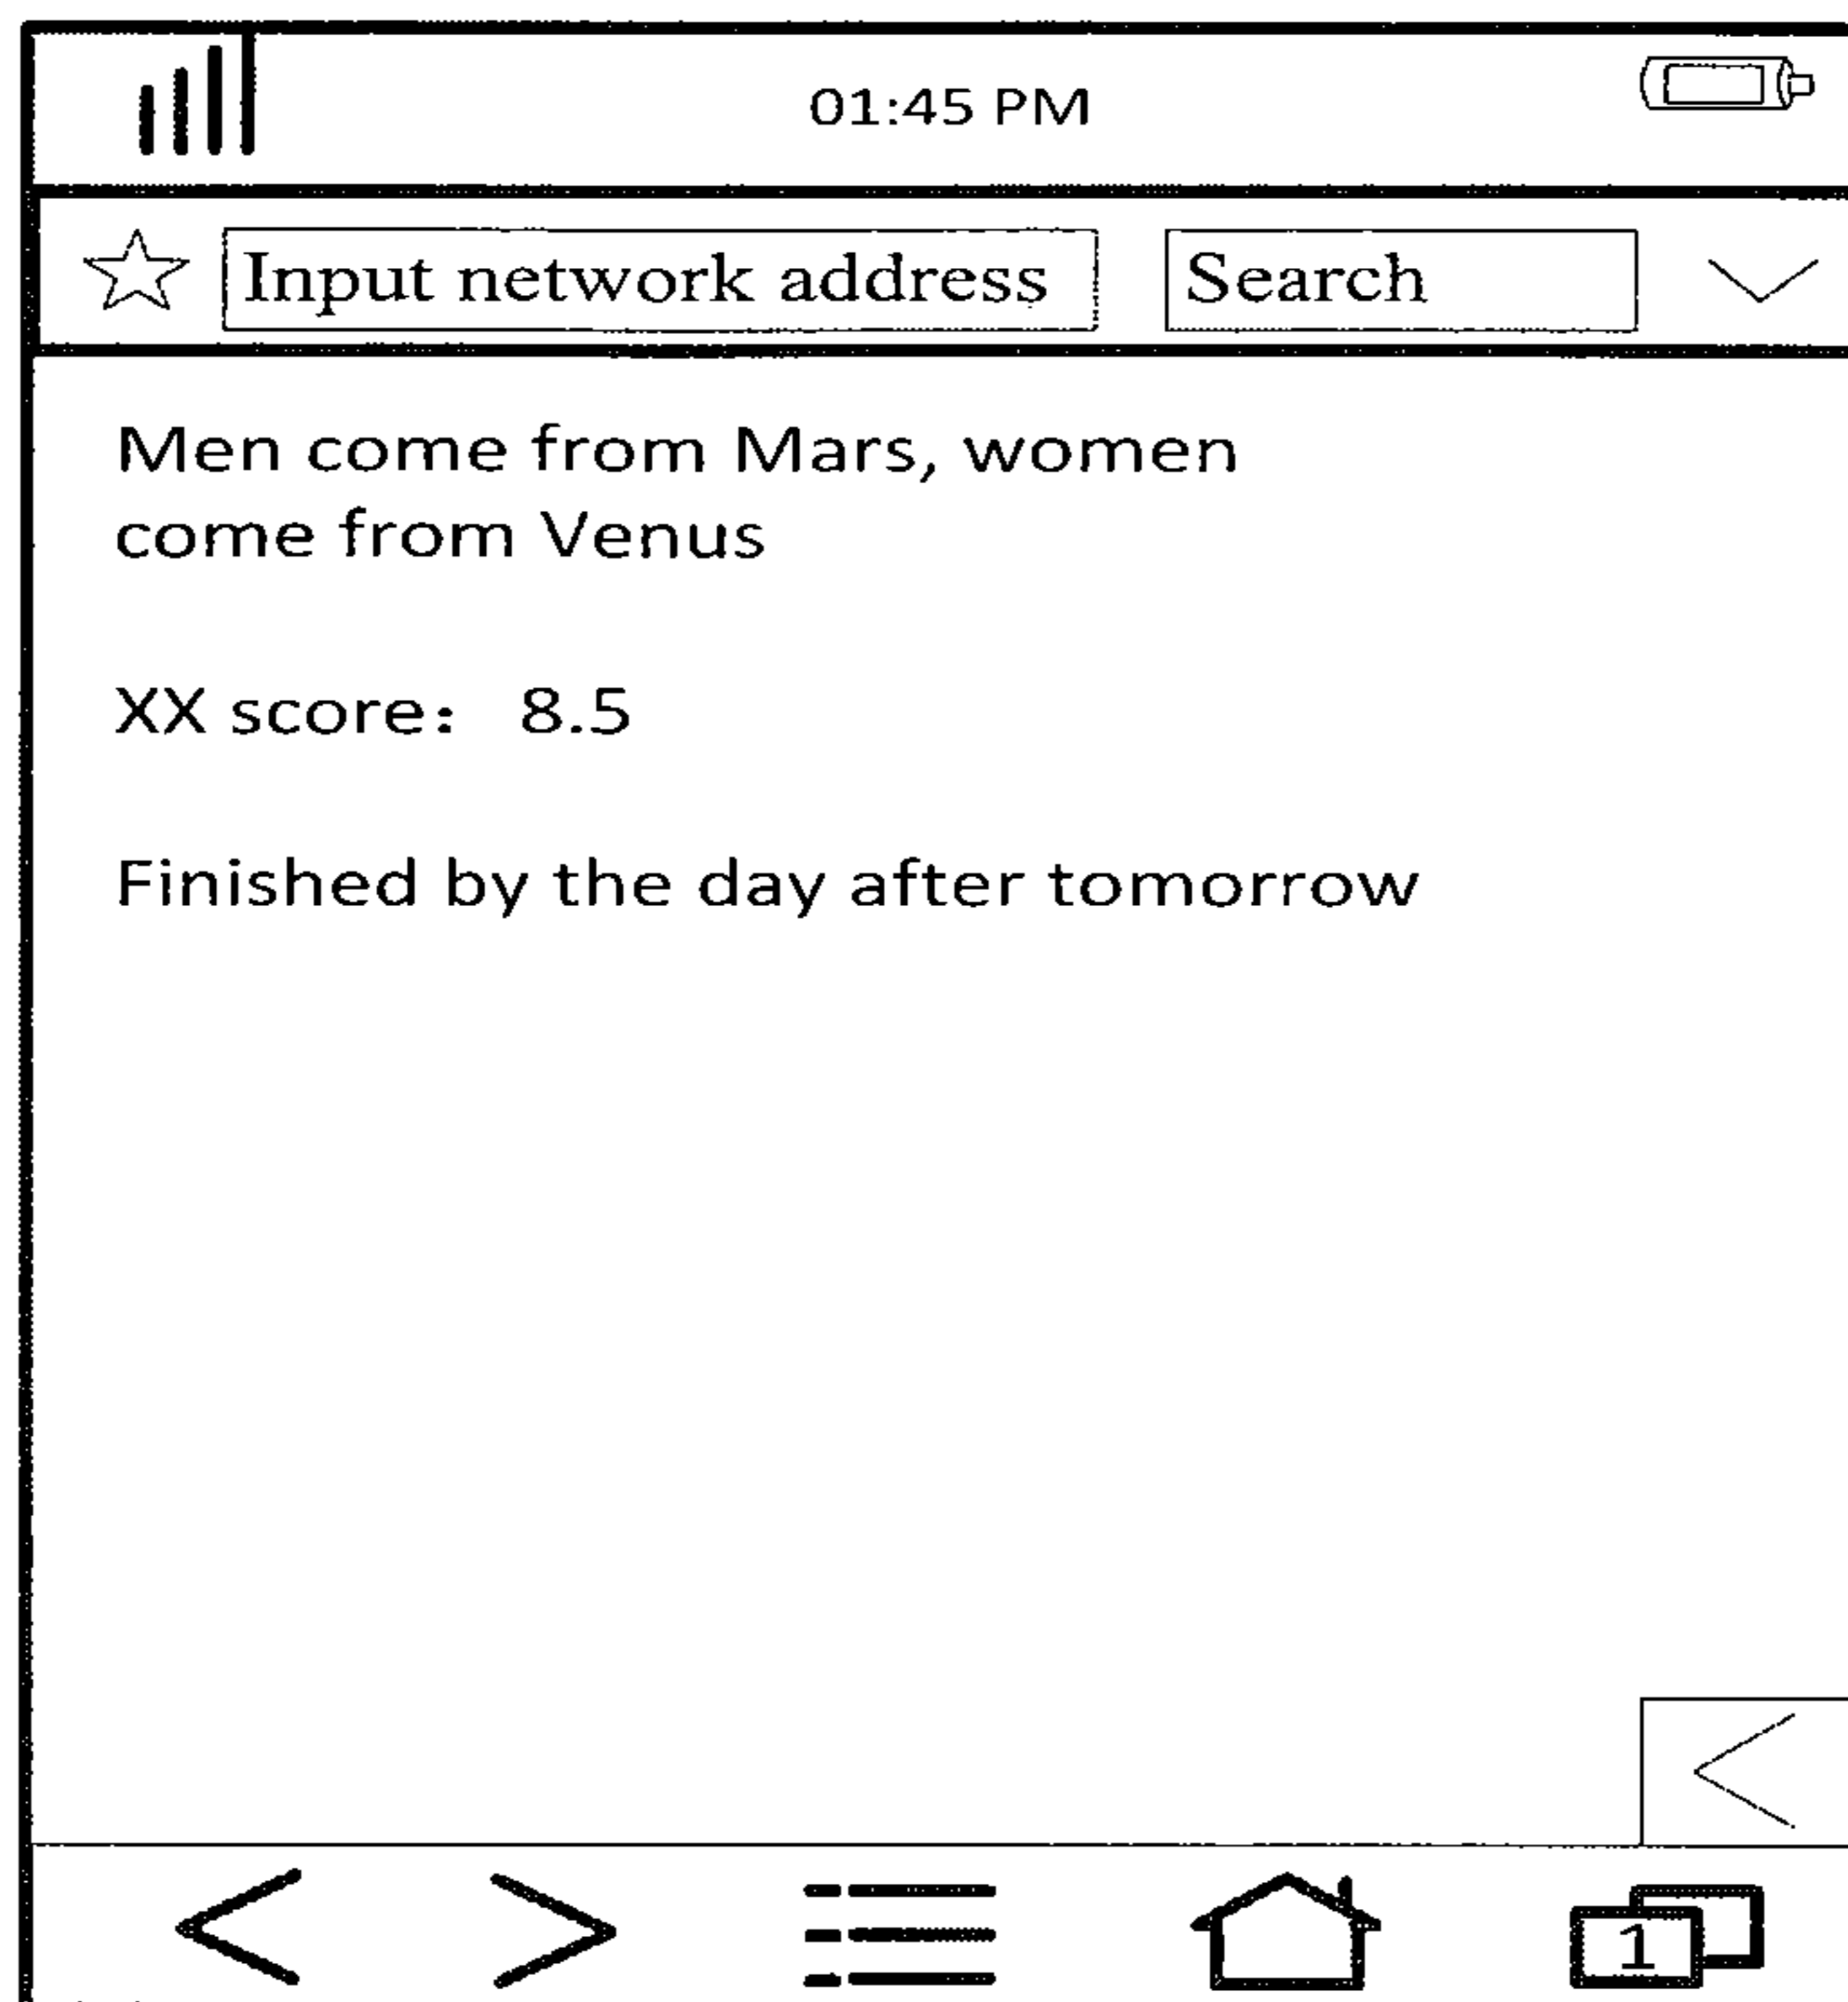 01:45 PM
Input network address Search
Men come from Mars, women
come from Venus
XX score: 8.5
Finished by the day after tomorrow
1